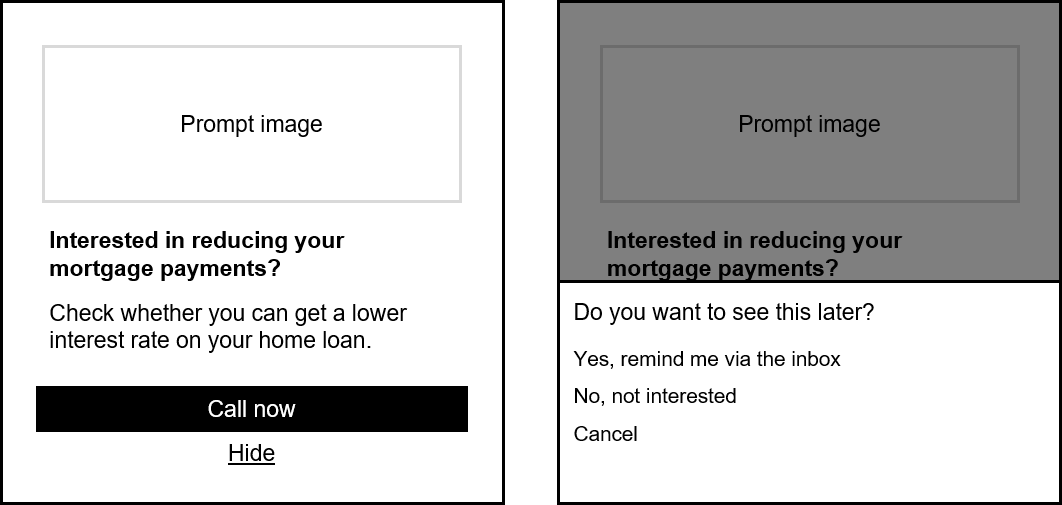 Prompt image
Interested in reducing your
mortgage payments?
Check whether you can get a lower
interest rate on your home loan.
Call now
Hide
Prompt image
Interested in reducing your
mortgage payments?
Do you want to see this later?
Yes, remind me via the inbox
No, not interested
Cancel